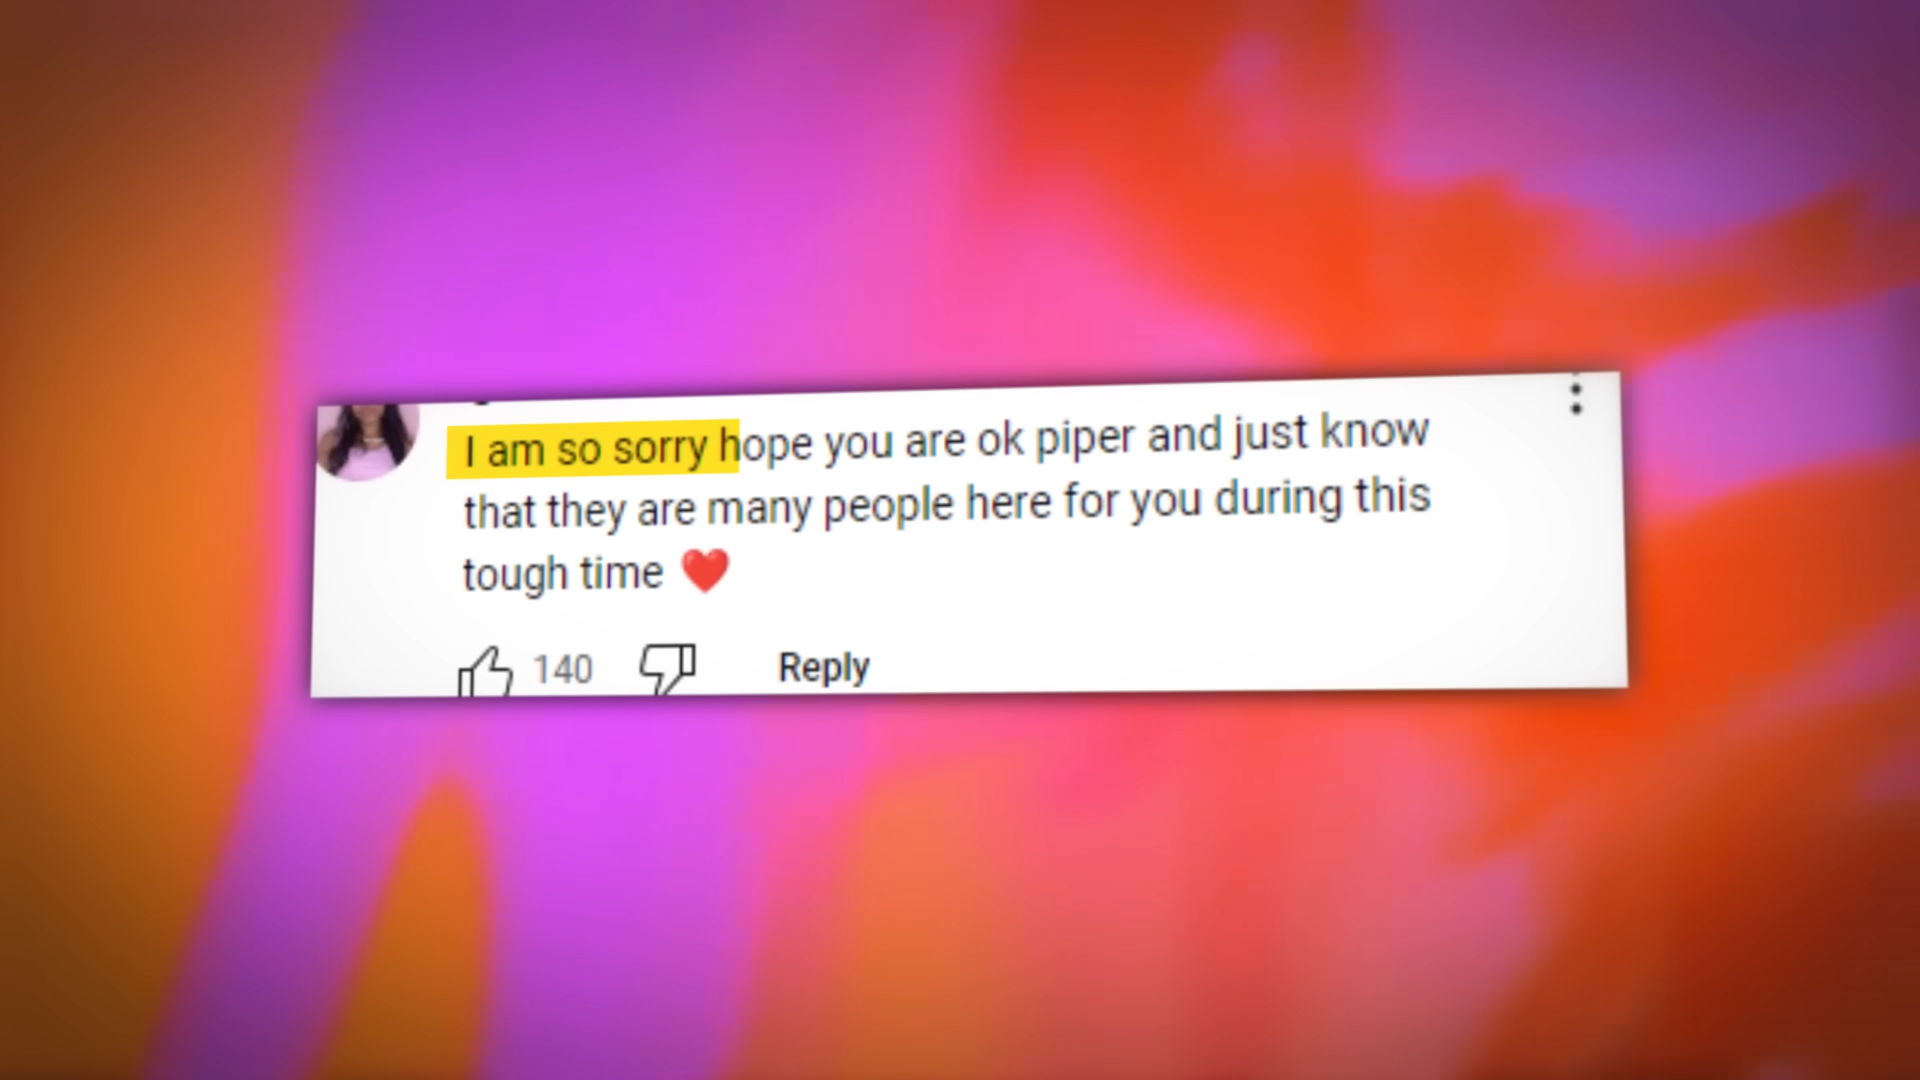 I am so sorry hope you are ok piper and just know
that they are many people here for you during this
tough time ❤️
140 Reply